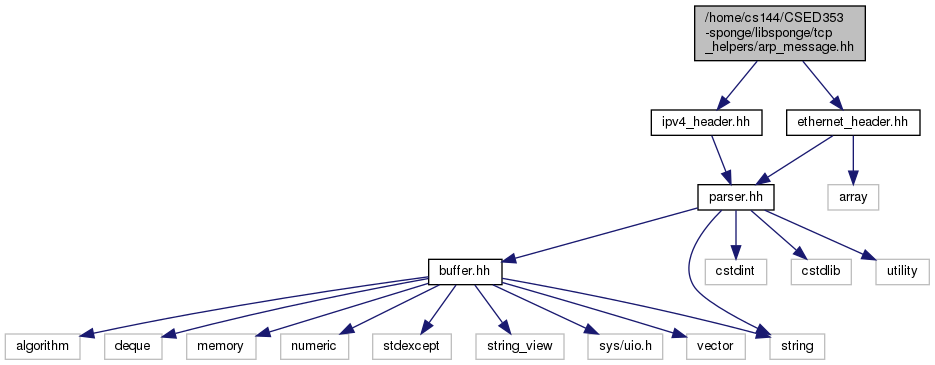 /home/cs144/CSED353
-sponge/libsponge/tcp
_helpers/arp_message.hh
ipv4_header.hh
ethernet_header.hh
parser.hh
array
buffer.hh
cstdint
cstdlib
utility
algorithm
deque
memory
numeric
stdexcept
string_view
sys/uio.h
vector
string